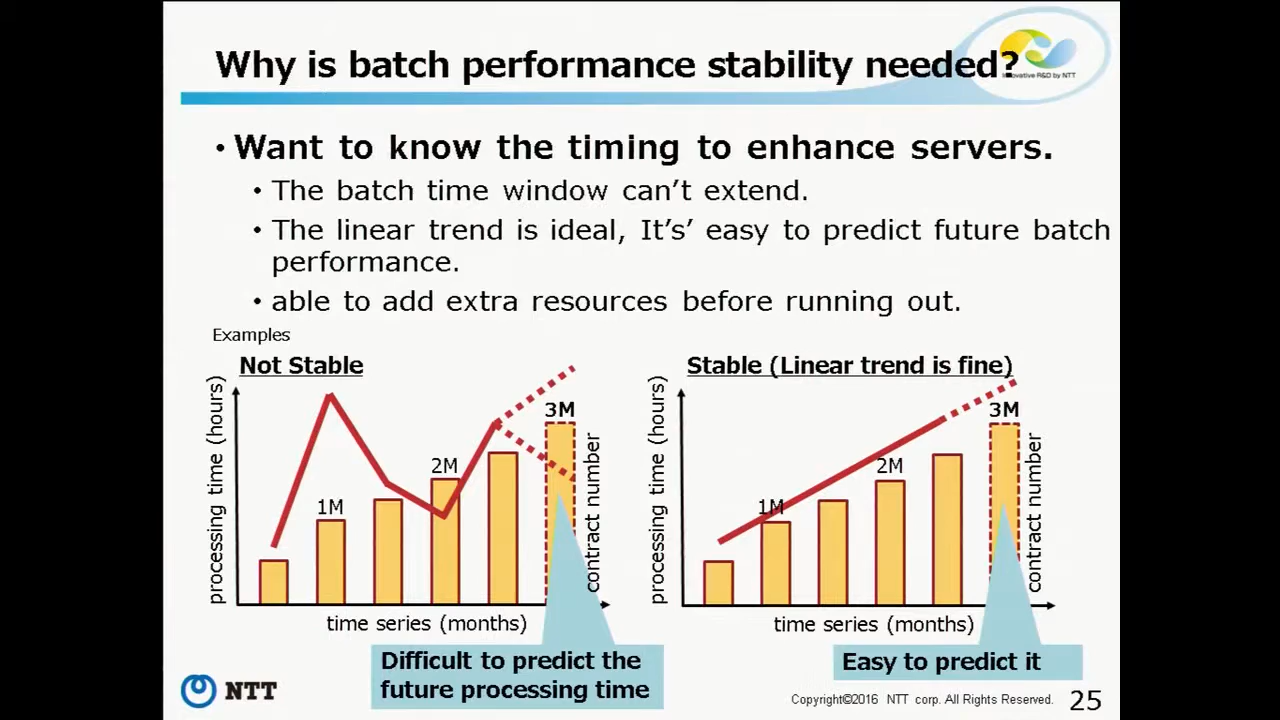 Why is batch performance stability needed?
Innovative R&D by NTT
• Want to know the timing to enhance servers.
• The batch time window can't extend.
• The linear trend is ideal, It's' easy to predict future batch
performance.
• able to add extra resources before running out.
Examples
Not Stable
processing time (hours)
1M
2M
3M
contract number
time series (months)
Difficult to predict the
future processing time
Stable (Linear trend is fine)
processing time (hours)
1M
2M
3M
contract number
time series (months)
Easy to predict it
NTT
Copyright©2016 NTT corp. All Rights Reserved.
25